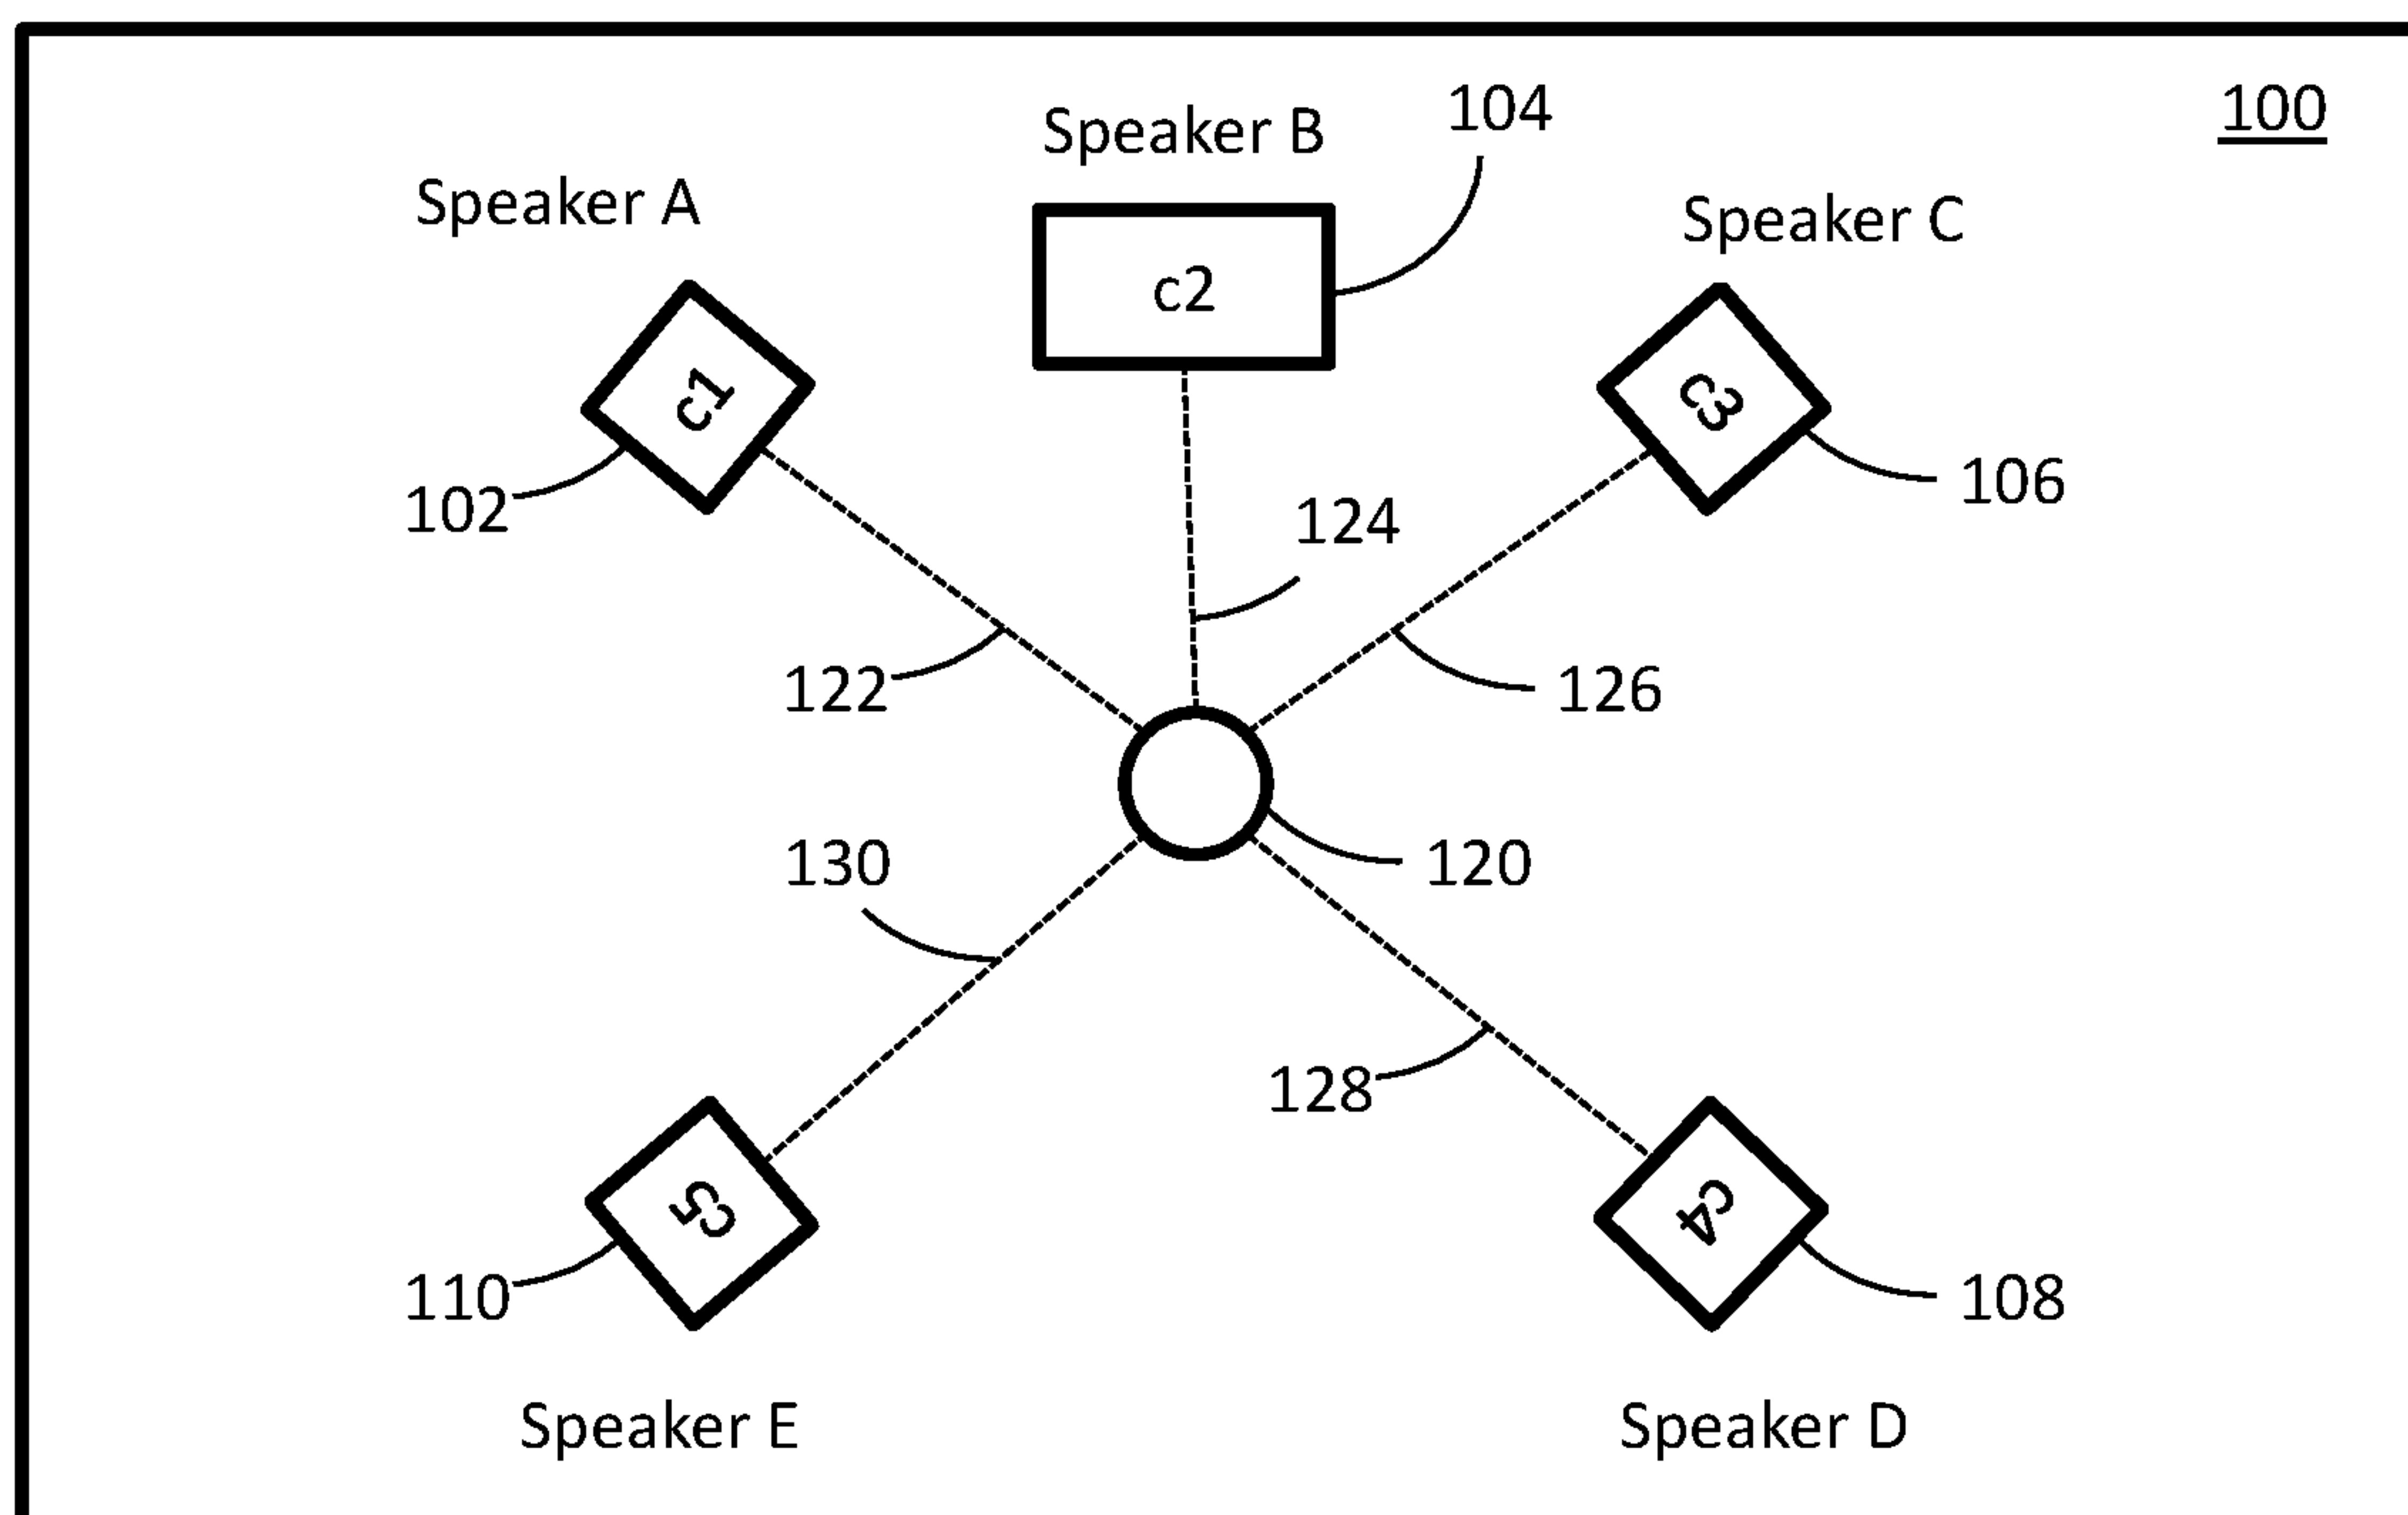 100
104
Speaker B
Speaker A
Speaker C
c2
c1
c3
102
106
124
122
126
130
120
128
c5
c4
110
108
Speaker E
Speaker D